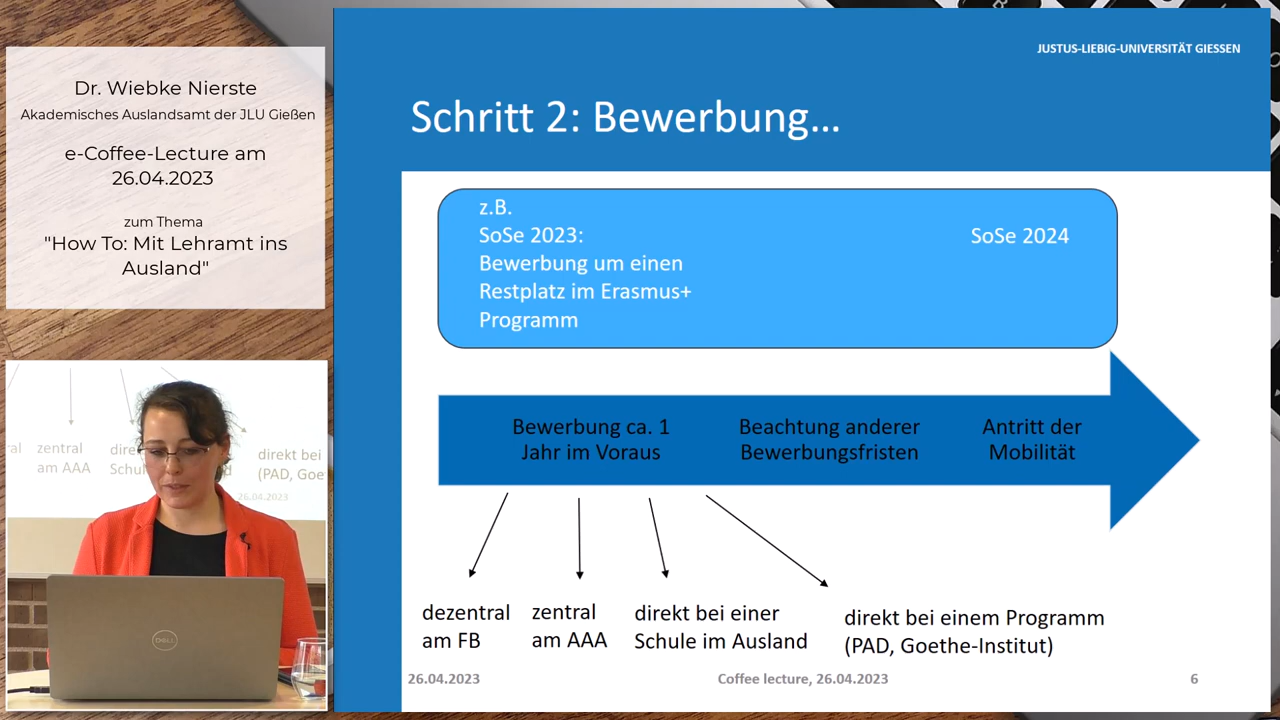 Dr. Wiebke Nierste
Akademisches Auslandsamt der JLU Gießen
e-Coffee-Lecture am
26.04.2023
zum Thema
"How To: Mit Lehramt ins
Ausland"
JUSTUS-LIEBIG-UNIVERSITÄT GIESSEN
Schritt 2: Bewerbung...
z.B.
SoSe 2023:
Bewerbung um einen
Restplatz im Erasmus+
Programm
SoSe 2024
Bewerbung ca. 1
Jahr im Voraus
Beachtung anderer
Bewerbungsfristen
Antritt der
Mobilität
dezentral
am FB
zentral
am AAA
direkt bei einer
Schule im Ausland
direkt bei einem Programm
(PAD, Goethe-Institut)
26.04.2023
Coffee lecture, 26.04.2023
6
zentral
am AAA
direkt bei
(PAD, Goe
26.04.2023
DELL